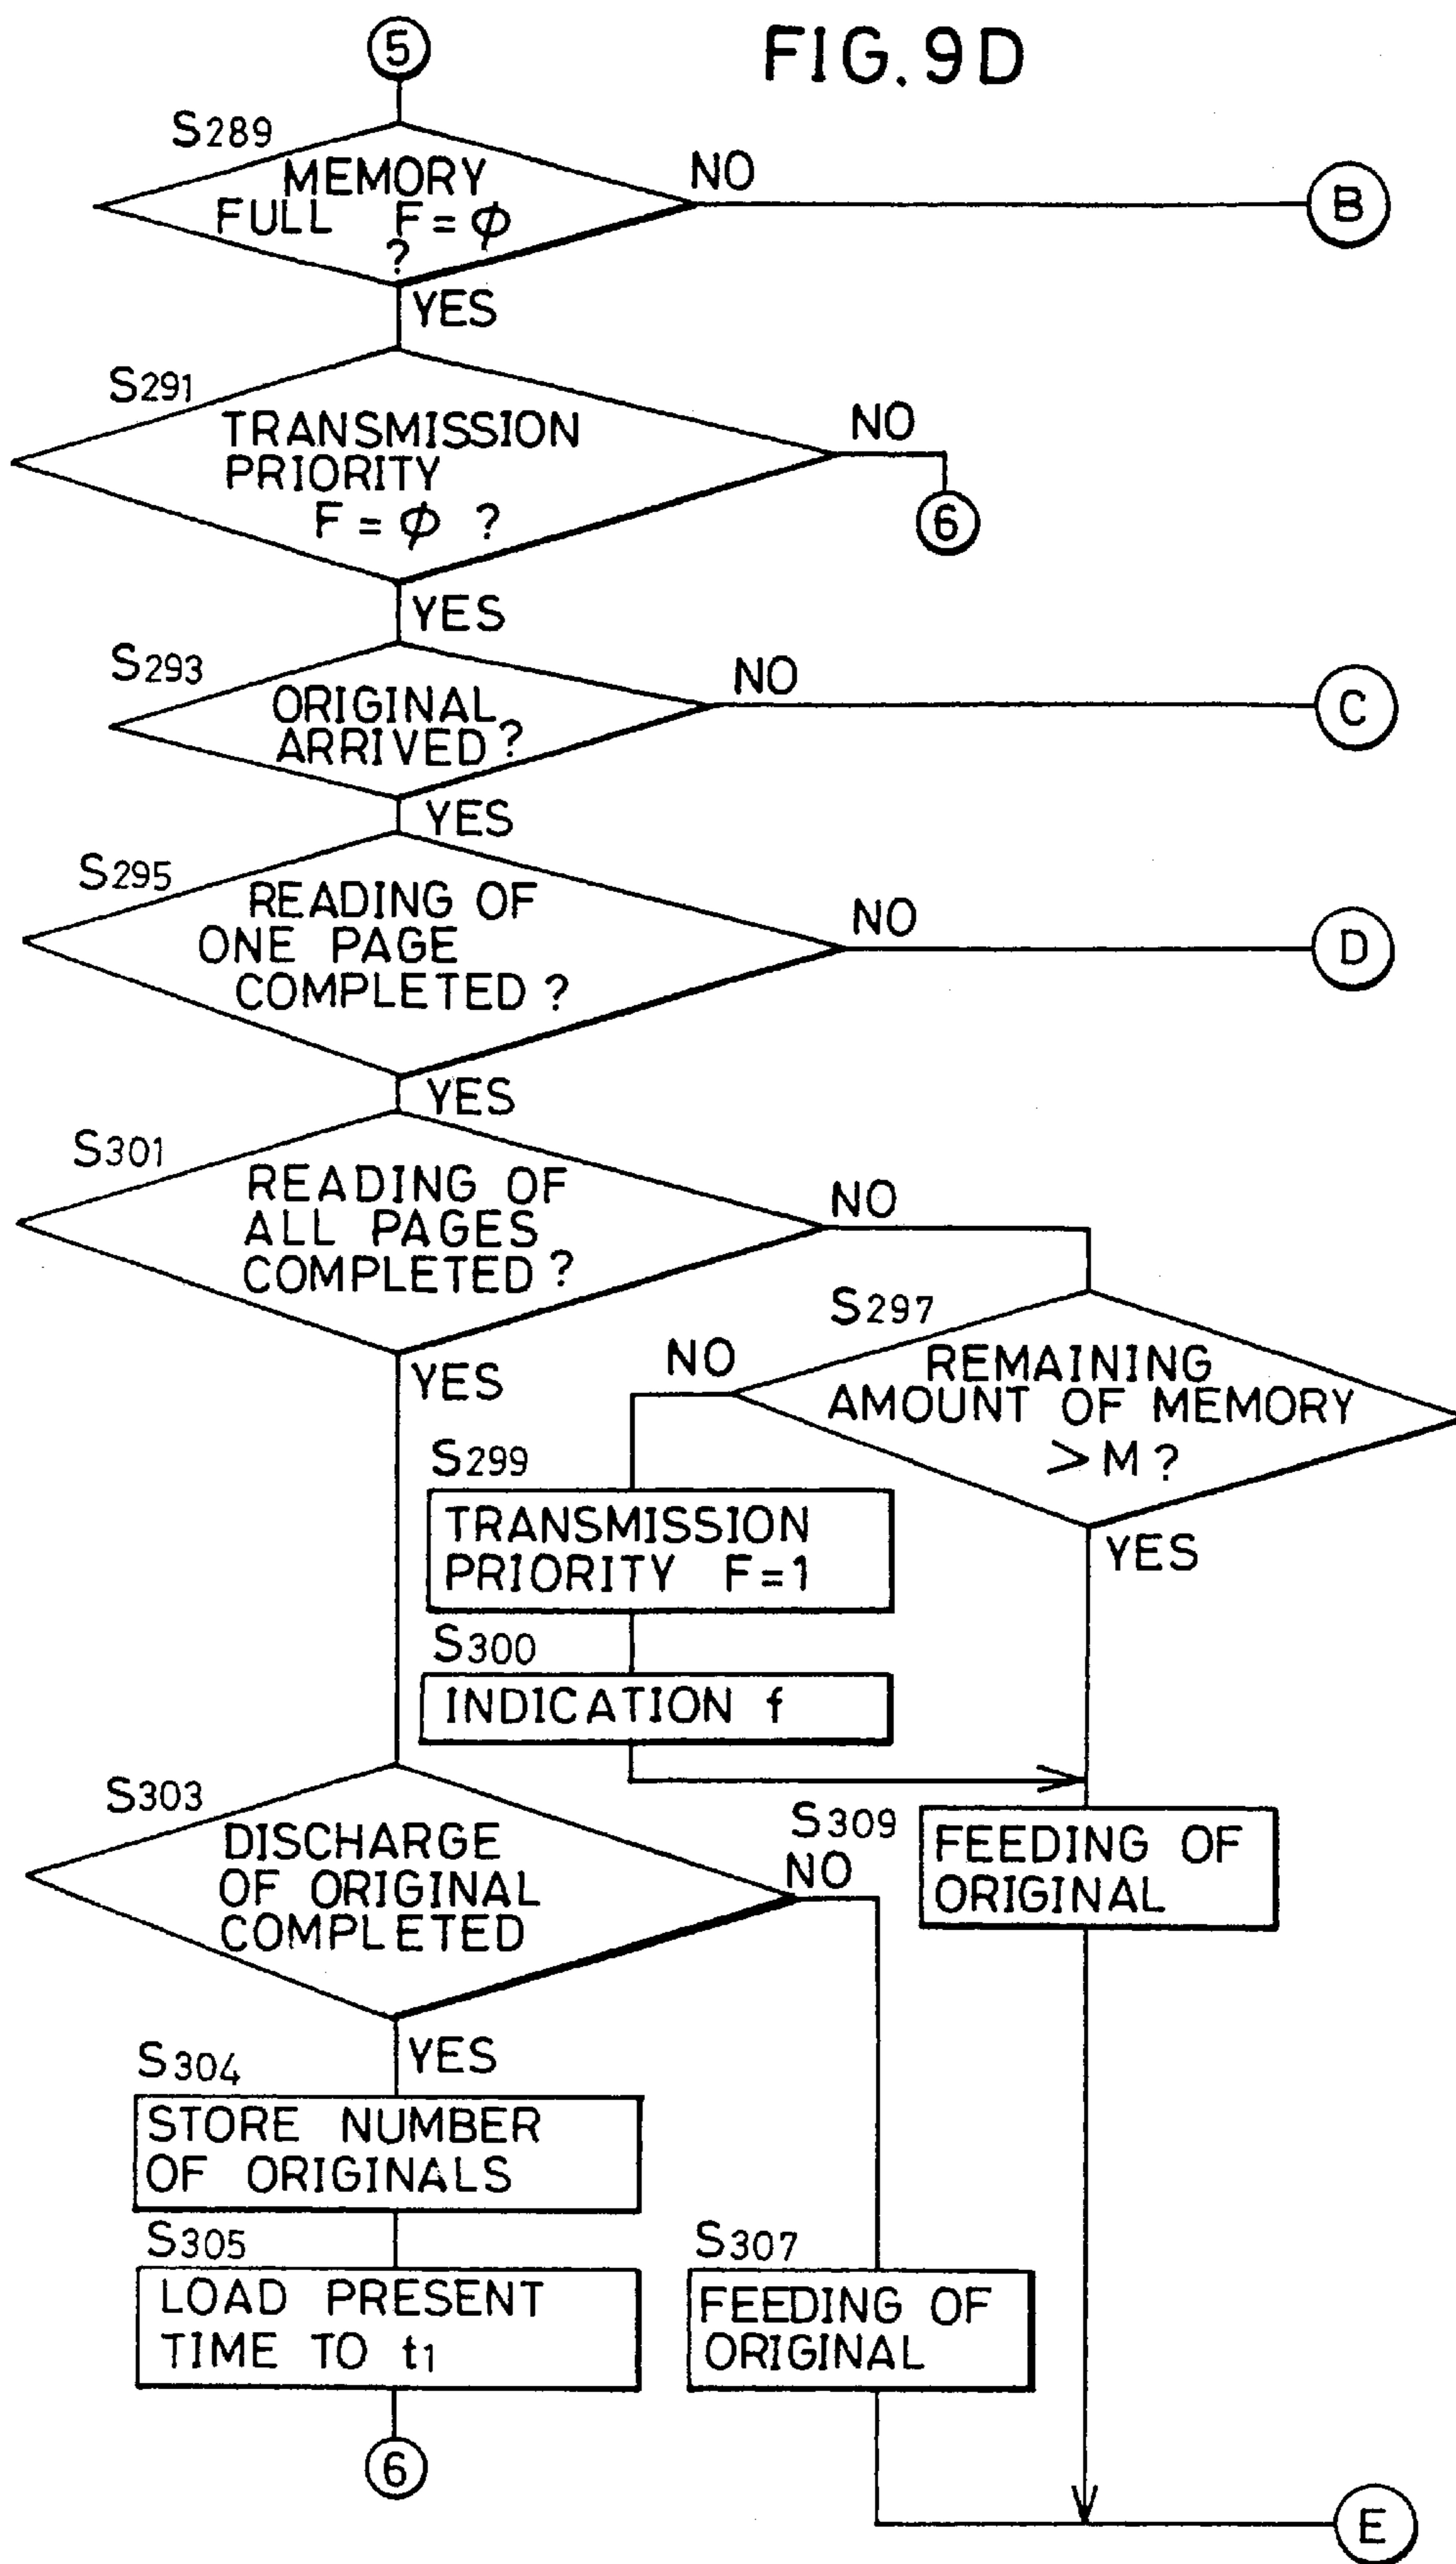 FIG. 9D
5
S289
MEMORY
FULL F=φ
?
NO
B
YES
S291
TRANSMISSION
PRIORITY
F=φ ?
NO
6
YES
S293
ORIGINAL
ARRIVED?
NO
C
YES
S295
READING OF
ONE PAGE
COMPLETED?
NO
D
YES
S301
READING OF
ALL PAGES
COMPLETED?
NO
YES
S297
REMAINING
AMOUNT OF MEMORY
>M?
NO
YES
S299
TRANSMISSION
PRIORITY F=1
S300
INDICATION f
S303
DISCHARGE
OF ORIGINAL
COMPLETED
NO
YES
S309
FEEDING OF
ORIGINAL
S304
STORE NUMBER
OF ORIGINALS
S305
LOAD PRESENT
TIME TO t1
6
S307
FEEDING OF
ORIGINAL
E